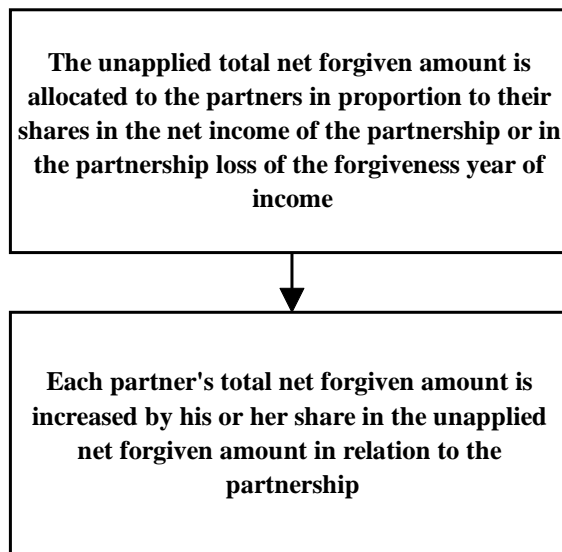 The unapplied total net forgiven amount is
allocated to the partners in proportion to their
shares in the net income of the partnership or in
the partnership loss of the forgiveness year of
income
Each partner's total net forgiven amount is
increased by his or her share in the unapplied
net forgiven amount in relation to the
partnership